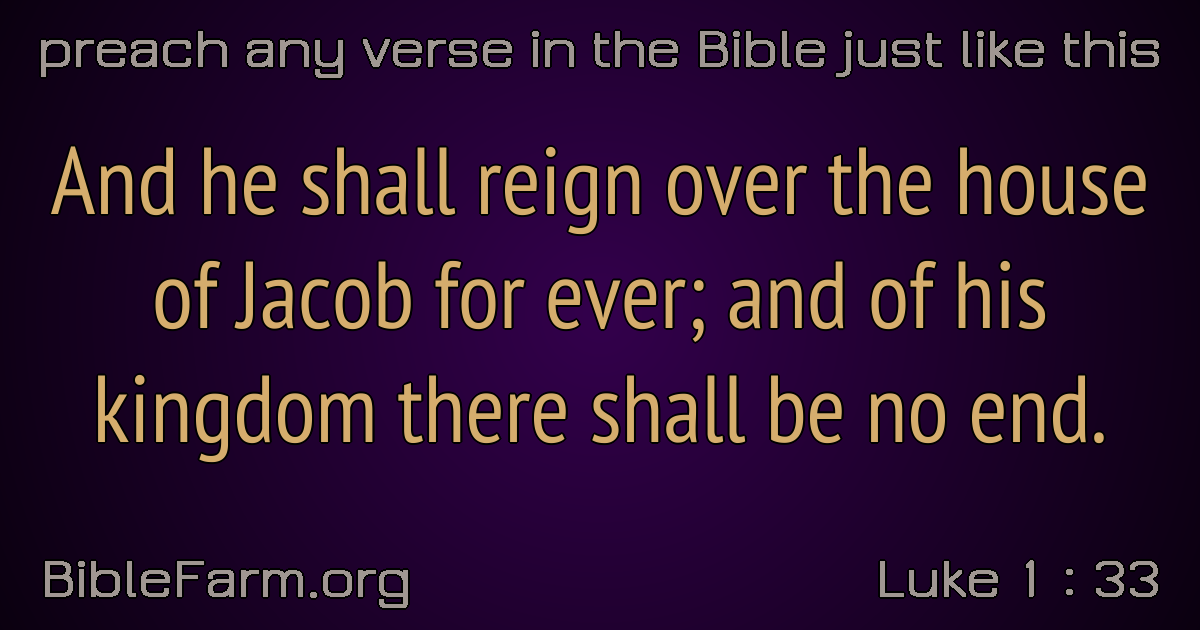 preach any verse in the Bible just like this
And he shall reign over the house
of Jacob for ever; and of his
kingdom there shall be no end.
BibleFarm.org
Luke 1 : 33